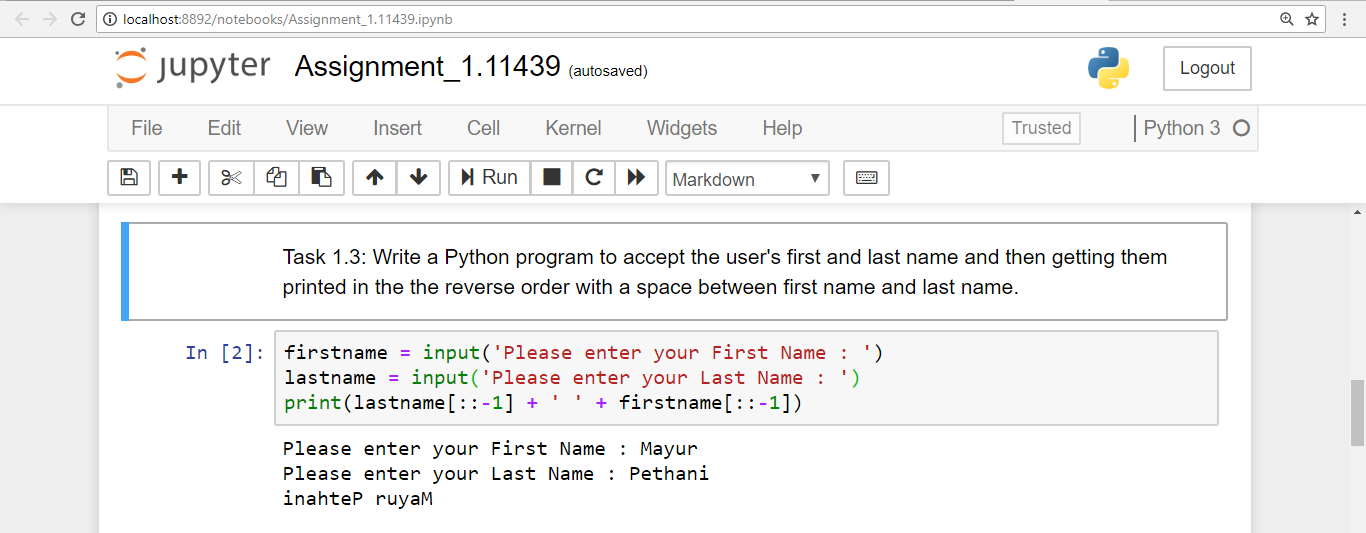 localhost:8892/notebooks/Assignment_1.11439.ipynb
jupyter Assignment_1.11439 (autosaved) Logout
File Edit View Insert Cell Kernel Widgets Help Trusted Python 3
Run Markdown
Task 1.3: Write a Python program to accept the user's first and last name and then getting them
printed in the the reverse order with a space between first name and last name.
In [2]: firstname = input('Please enter your First Name : ')
lastname = input('Please enter your Last Name : ')
print(lastname[::-1] + ' ' + firstname[::-1])
Please enter your First Name : Mayur
Please enter your Last Name : Pethani
inahteP ruyaM